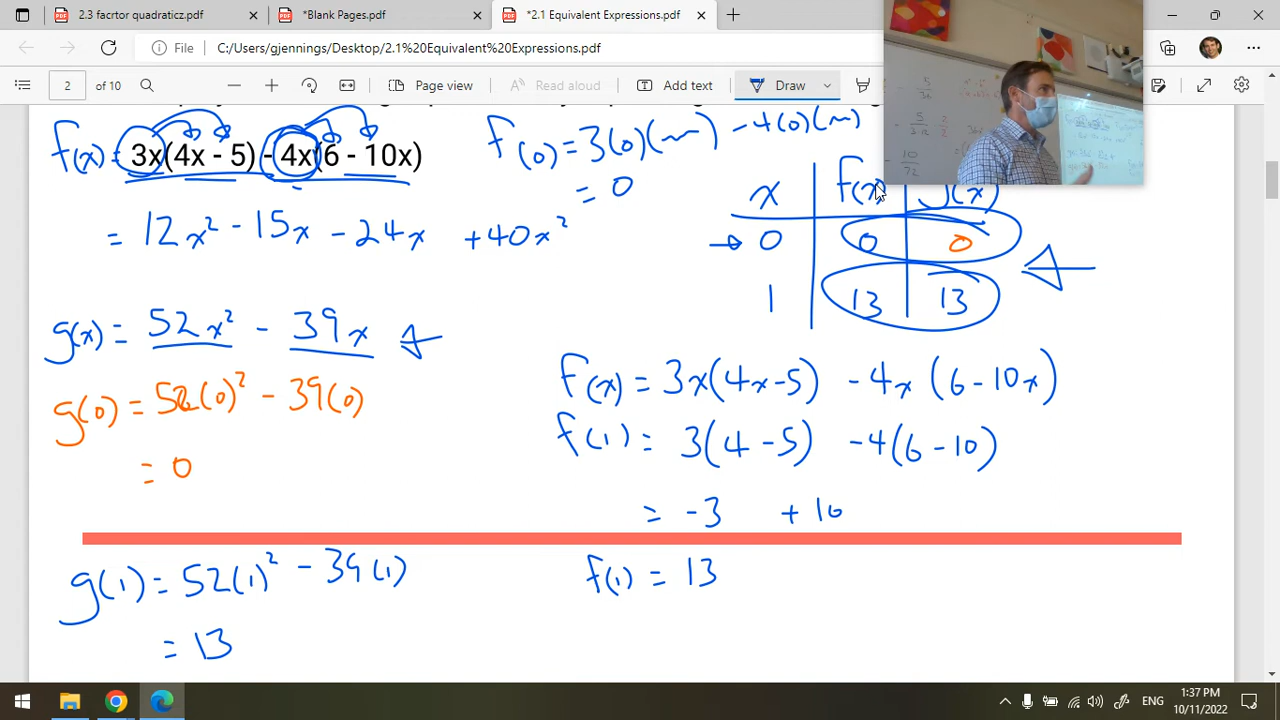 2.3 facrtor quadraticz.pdf
*Blank Pages.pdf
*2.1 Equivalent Expressions.pdf
File
C:/Users/gjennings/Desktop/2.1%20Equivalent%20Expressions.pdf
2 of 10
Page view
Read aloud
Add text
Draw
f(x) = 3x(4x - 5) - 4x(6 - 10x)
= 12x² - 15x - 24x + 40x²
g(x) = 52x² - 39x
g(0) = 52(0)² - 39(0)
= 0
g(1) = 52(1)² - 39(1)
= 13
f(0) = 3(0)( ) - 4(0)( )
= 0
x f(x) g(x)
0 0 0
1 13 13
f(x) = 3x(4x-5) - 4x(6-10x)
f(1) = 3(4-5) -4(6-10)
= -3 + 16
f(1) = 13
ENG
1:37 PM
10/11/2022